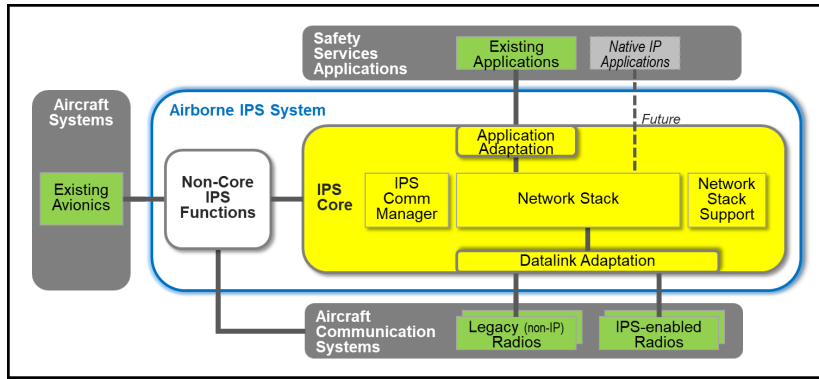 Safety
Services
Applications
Existing
Applications
Native IP
Applications
Aircraft
Systems
Airborne IPS System
Future
Application
Adaptation
Existing
Avionics
Non-Core
IPS
Functions
IPS
Core
IPS
Comm
Manager
Network Stack
Network
Stack
Support
Datalink Adaptation
Aircraft
Communication
Systems
Legacy (non-IP)
Radios
IPS-enabled
Radios